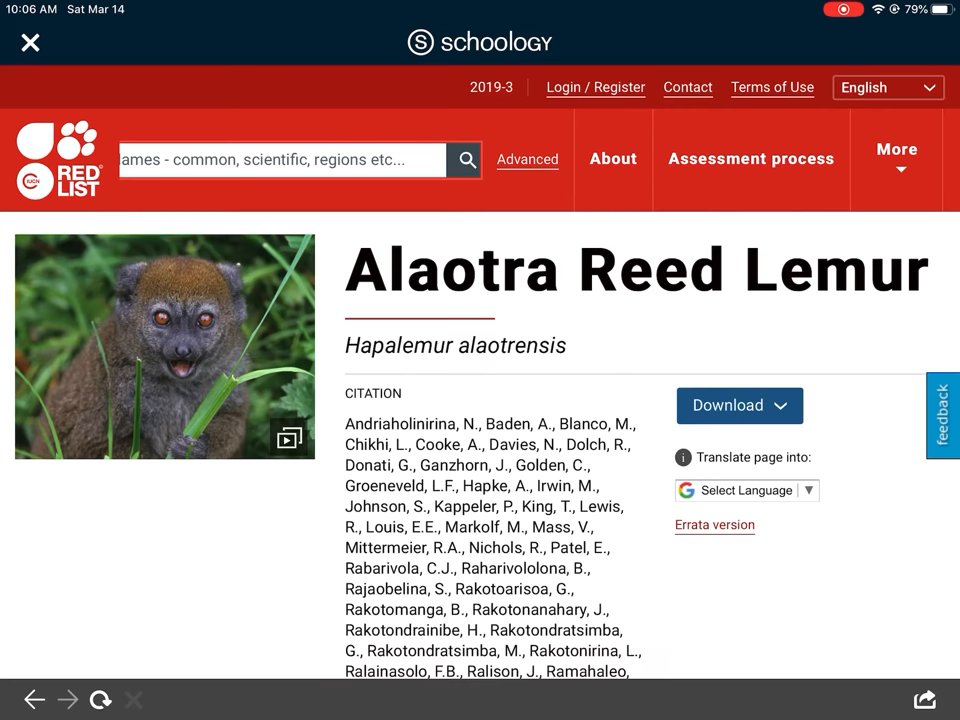 10:06 AM Sat Mar 14
79%
S schoology
2019-3
Login / Register
Contact
Terms of Use
English
IUCN
RED
LIST
ames - common, scientific, regions etc...
Advanced
About
Assessment process
More
Alaotra Reed Lemur
Hapalemur alaotrensis
CITATION
Andriaholinirina, N., Baden, A., Blanco, M.,
Chikhi, L., Cooke, A., Davies, N., Dolch, R.,
Donati, G., Ganzhorn, J., Golden, C.,
Groeneveld, L.F., Hapke, A., Irwin, M.,
Johnson, S., Kappeler, P., King, T., Lewis,
R., Louis, E.E., Markolf, M., Mass, V.,
Mittermeier, R.A., Nichols, R., Patel, E.,
Rabarivola, C.J., Raharivololona, B.,
Rajaobelina, S., Rakotoarisoa, G.,
Rakotomanga, B., Rakotonanahary, J.,
Rakotondrainibe, H., Rakotondratsimba,
G., Rakotondratsimba, M., Rakotonirina, L.,
Ralainasolo, F.B., Ralison, J., Ramahaleo,
Download
i Translate page into:
G Select Language
Errata version
feedback